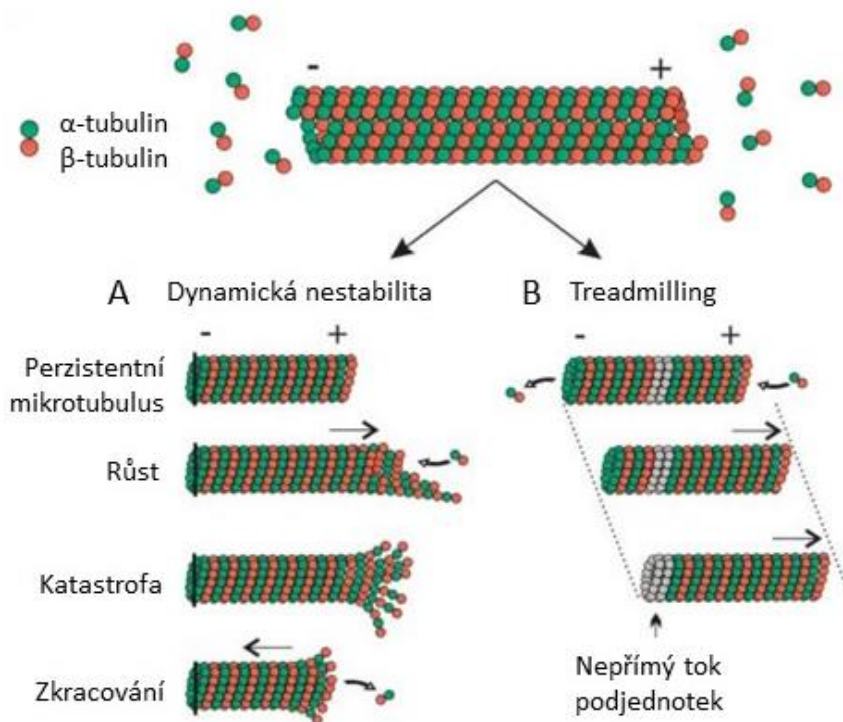 - +
α-tubulin
β-tubulin
A Dynamická nestabilita
B Treadmilling
- +
- +
Perzistentní
mikrotubulus
Růst
Katastrofa
Zkracování
Nepřímý tok
podjednotek